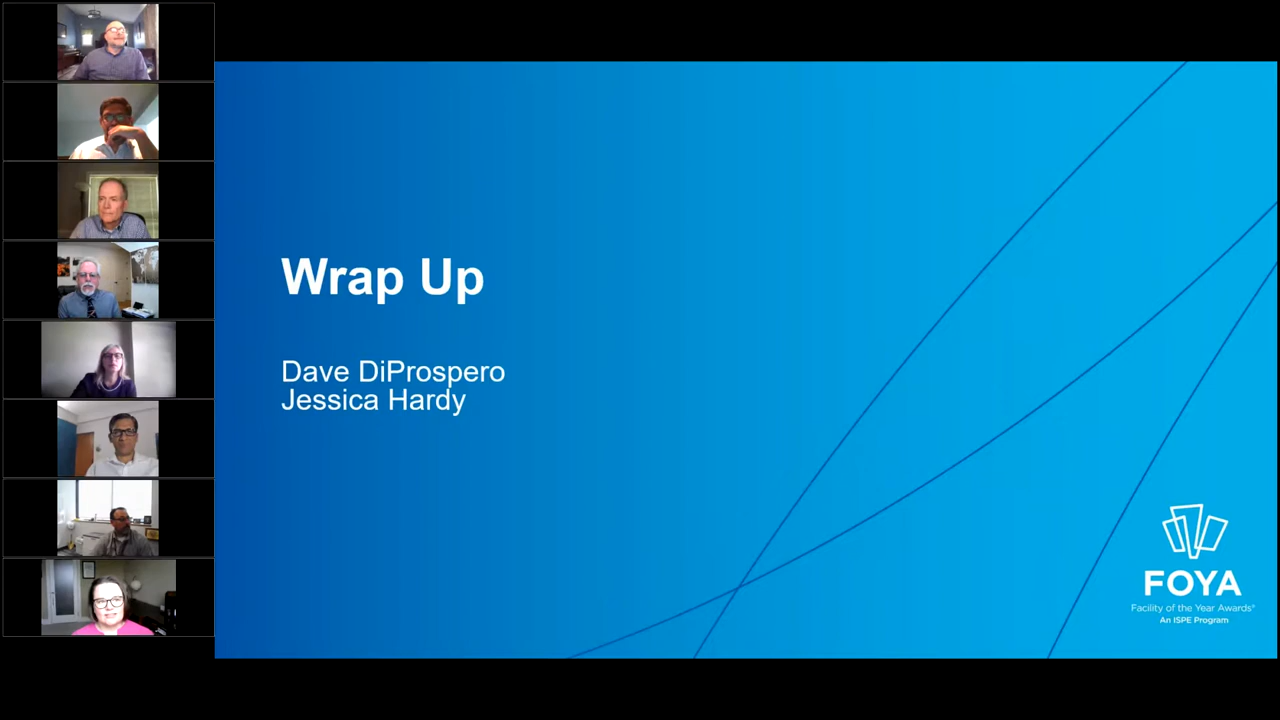 Wrap Up
Dave DiProspero
Jessica Hardy
FOYA
Facility of the Year Awards®
An ISPE Program